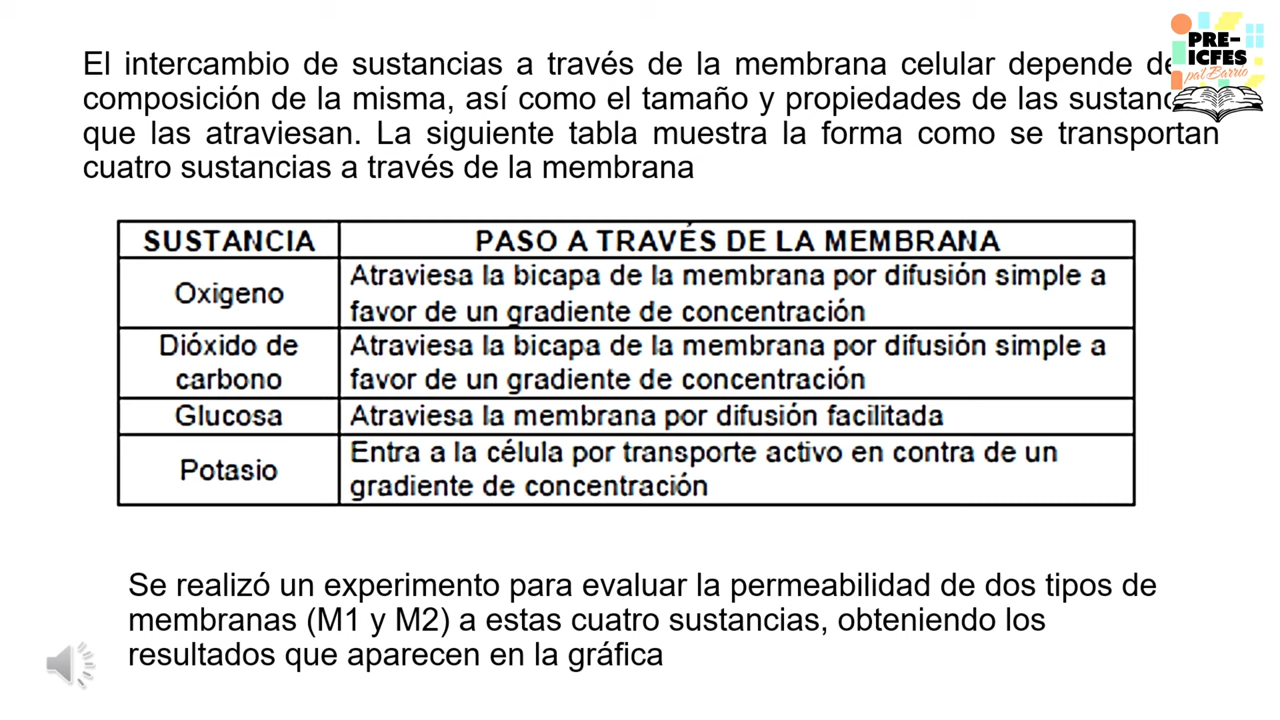 PRE-
ICFES
pa'l Barrio
El intercambio de sustancias a través de la membrana celular depende de
composición de la misma, así como el tamaño y propiedades de las
que las atraviesan. La siguiente tabla muestra la forma como se transportan
cuatro sustancias a través de la membrana
SUSTANCIA PASO A TRAVÉS DE LA MEMBRANA
Oxigeno
Atraviesa la bicapa de la membrana por difusión simple a
favor de un gradiente de concentración
Dióxido de
carbono
Atraviesa la bicapa de la membrana por difusión simple a
favor de un gradiente de concentración
Glucosa Atraviesa la membrana por difusión facilitada
Potasio
Entra a la célula por transporte activo en contra de un
gradiente de concentración
Se realizó un experimento para evaluar la permeabilidad de dos tipos de
membranas (M1 y M2) a estas cuatro sustancias, obteniendo los
resultados que aparecen en la gráfica